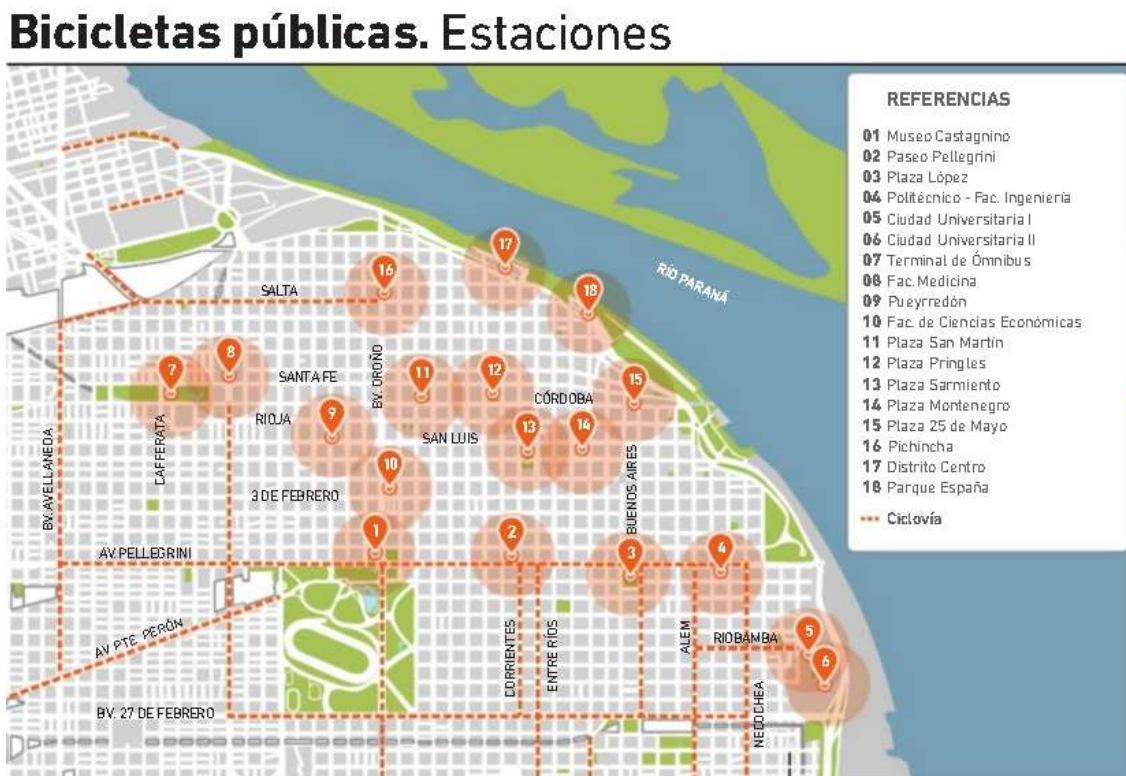 Bicicletas públicas. Estaciones
REFERENCIAS
01 Museo Castagnino
02 Paseo Pellegrini
03 Plaza López
04 Politécnico - Fac. Ingeniería
05 Ciudad Universitaria I
06 Ciudad Universitaria II
07 Terminal de Ómnibus
08 Fac. Medicina
09 Pueyrredón
10 Fac. de Ciencias Económicas
11 Plaza San Martín
12 Plaza Pringles
13 Plaza Sarmiento
14 Plaza Montenegro
15 Plaza 25 de Mayo
16 Pichincha
17 Distrito Centro
18 Parque España
Ciclovía
17
16
18
RÍO PARANÁ
SALTA
8
7
SANTA FE
BV. OROÑO
11
12
15
CÓRDOBA
RIOJA
9
SAN LUIS
13
14
CAFFERATA
BV. AVELLANEDA
10
3 DE FEBRERO
BUENOS AIRES
1
2
3
4
AV. PELLEGRINI
AV. PTE. PERÓN
CORRIENTES
ENTRE RÍOS
ALEM
RIOBAMBA
5
6
NECOCHEA
BV. 27 DE FEBRERO